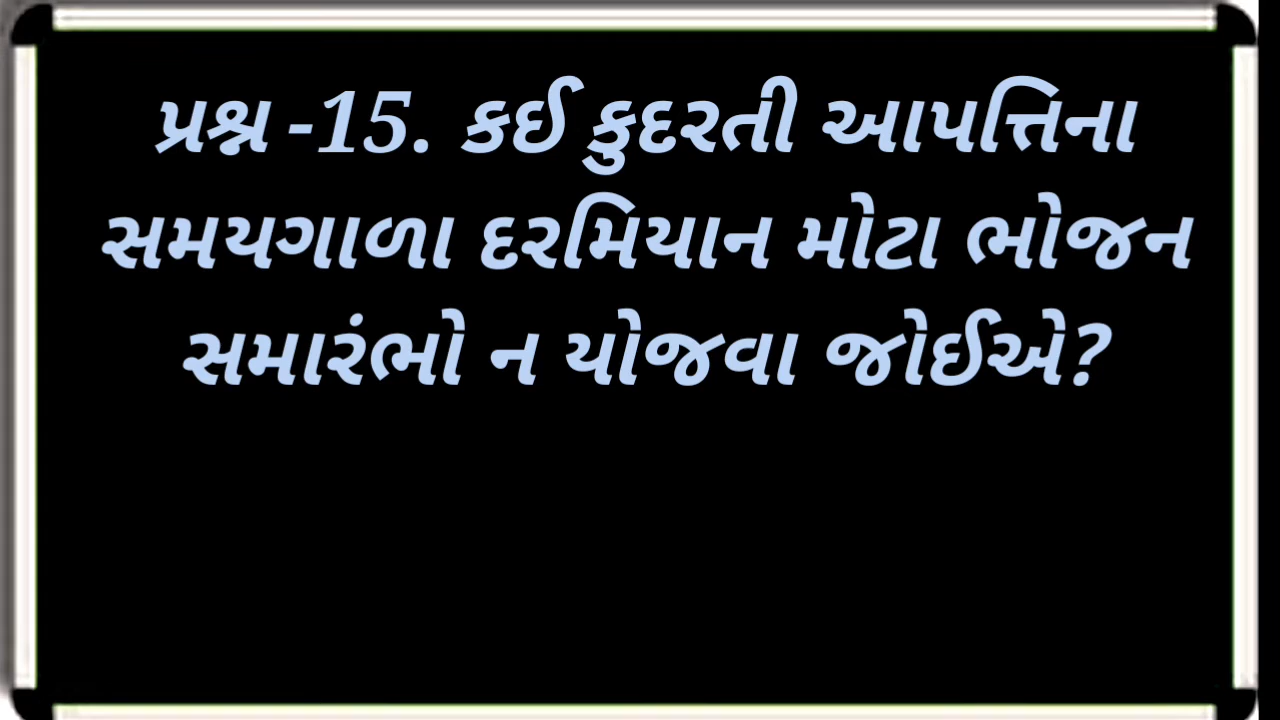 પ્રશ્ન -15. કઈ કુદરતી આપત્તિના
સમયગાળા દરમિયાન મોટા ભોજન
સમારંભો ન યોજવા જોઈએ?